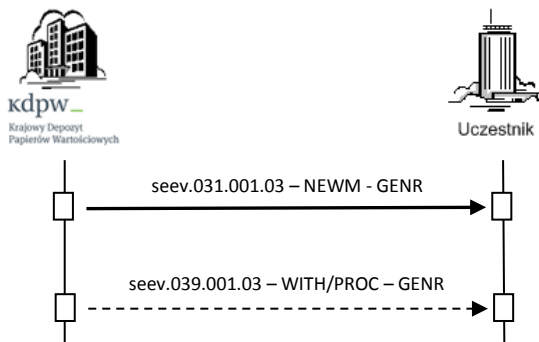 kdpw_
Krajowy Depozyt
Papierów Wartościowych
Uczestnik
seev.031.001.03 – NEWM - GENR
seev.039.001.03 – WITH/PROC – GENR